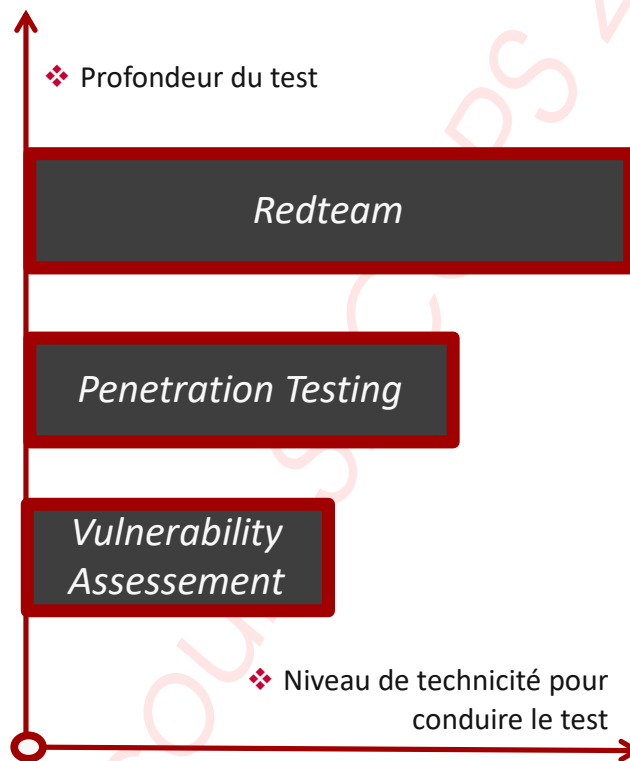 ❖ Profondeur du test
Redteam
Penetration Testing
Vulnerability
Assessement
❖ Niveau de technicité pour
conduire le test